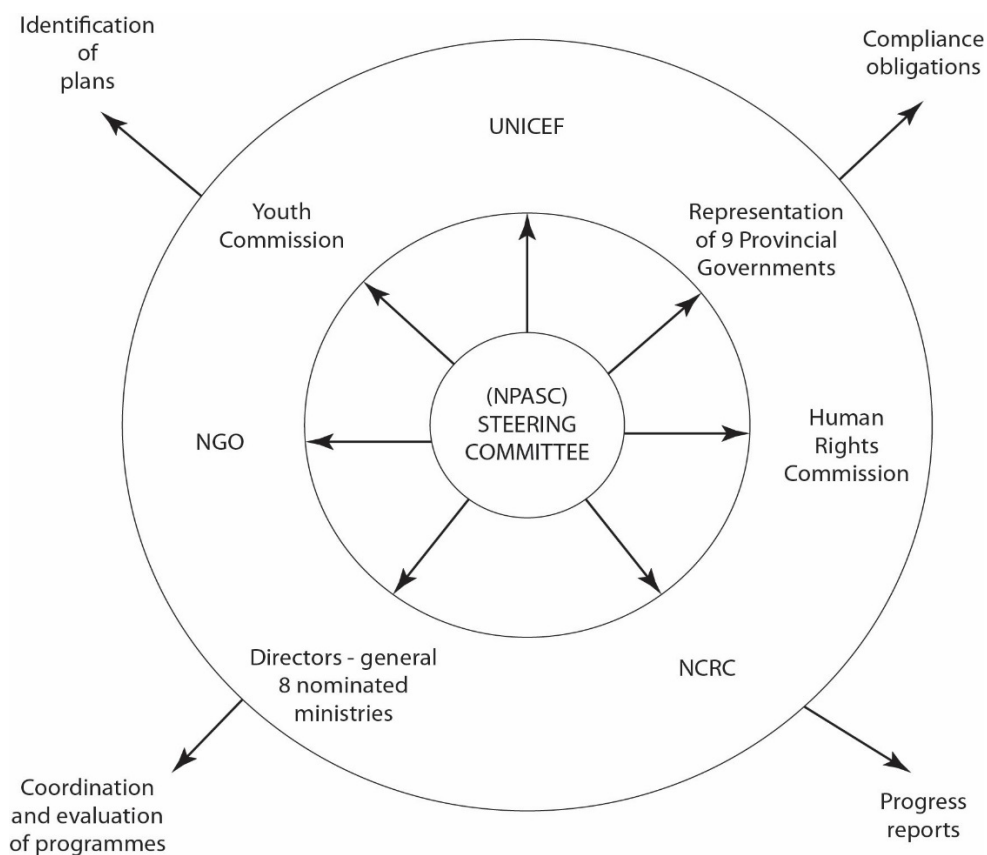 Identification
of
plans
Compliance
obligations
UNICEF
Youth
Commission
Representation
of 9 Provincial
Governments
(NPASC)
STEERING
COMMITTEE
NGO
Human
Rights
Commission
Directors - general
8 nominated
ministries
NCRC
Coordination
and evaluation
of programmes
Progress
reports